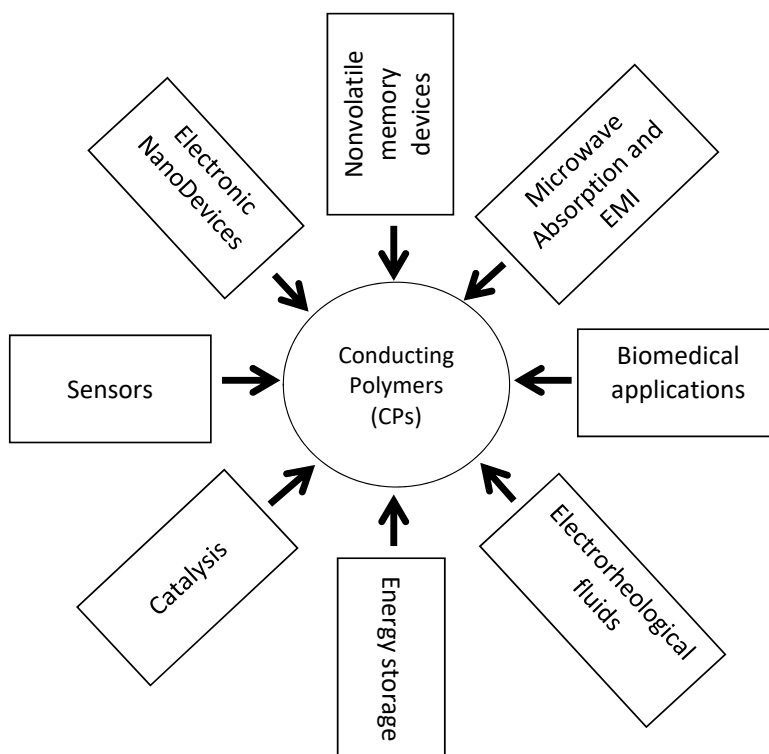 Nonvolatile
memory
devices
Electronic
NanoDevices
Microwave
Absorption and
EMI
Sensors
Conducting
Polymers
(CPs)
Biomedical
applications
Catalysis
Energy storage
Electrorheological
fluids